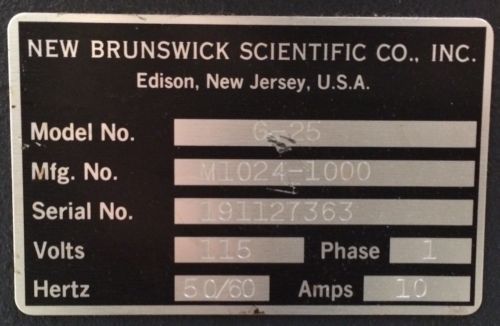 NEW BRUNSWICK SCIENTIFIC CO., INC.
Edison, New Jersey, U.S.A.
Model No. G-25
Mfg. No. M1024-1000
Serial No. 191127363
Volts 115 Phase 1
Hertz 50/60 Amps 10